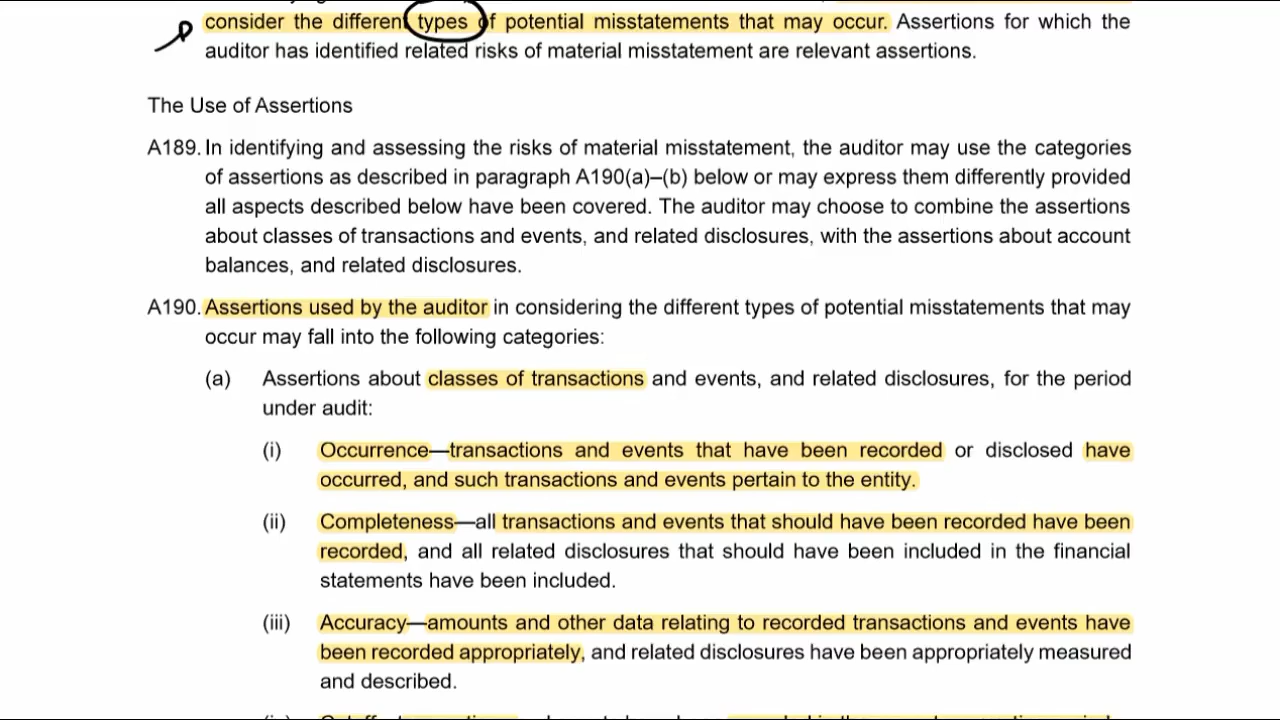 consider the different types of potential misstatements that may occur. Assertions for which the
auditor has identified related risks of material misstatement are relevant assertions.
The Use of Assertions
A189. In identifying and assessing the risks of material misstatement, the auditor may use the categories
of assertions as described in paragraph A190(a)–(b) below or may express them differently provided
all aspects described below have been covered. The auditor may choose to combine the assertions
about classes of transactions and events, and related disclosures, with the assertions about account
balances, and related disclosures.
A190. Assertions used by the auditor in considering the different types of potential misstatements that may
occur may fall into the following categories:
(a) Assertions about classes of transactions and events, and related disclosures, for the period
under audit:
(i) Occurrence—transactions and events that have been recorded or disclosed have
occurred, and such transactions and events pertain to the entity.
(ii) Completeness—all transactions and events that should have been recorded have been
recorded, and all related disclosures that should have been included in the financial
statements have been included.
(iii) Accuracy—amounts and other data relating to recorded transactions and events have
been recorded appropriately, and related disclosures have been appropriately measured
and described.